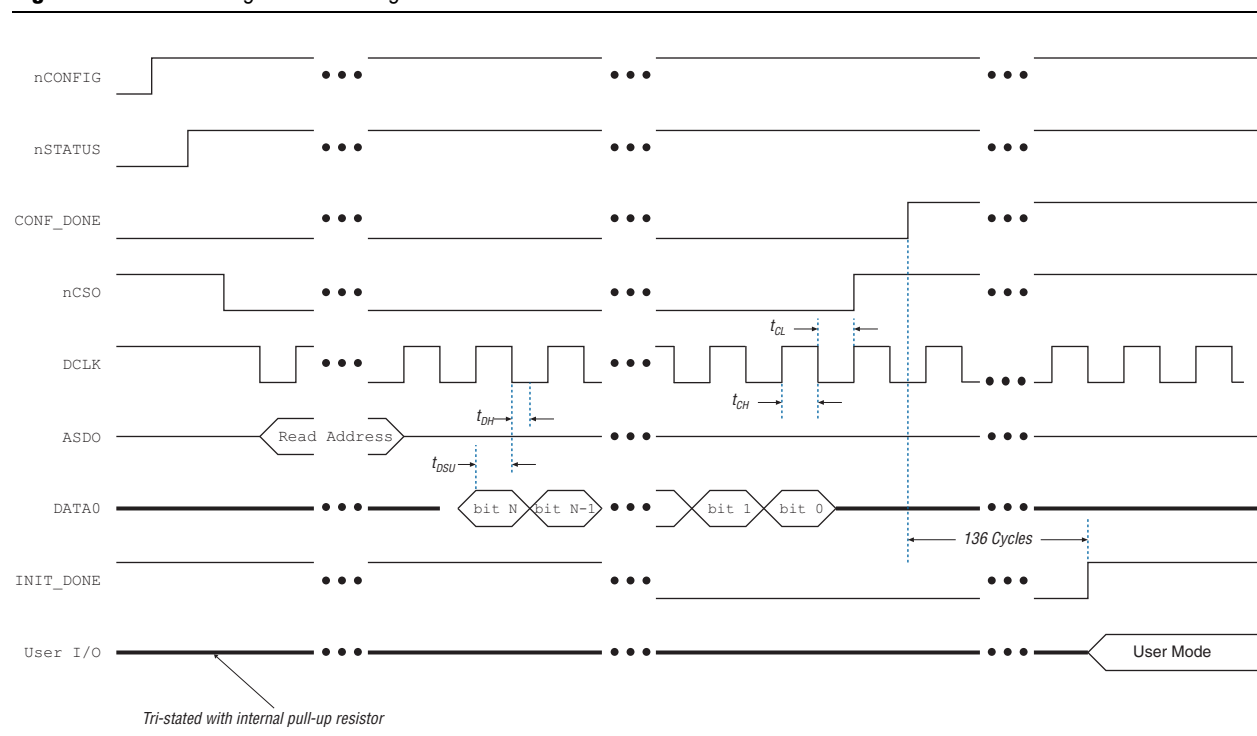 nCONFIG
nSTATUS
CONF_DONE
nCSO
tCL
DCLK
tCH
tDH
ASDO
Read Address
tDSU
DATA0
bit N
bit N-1
bit 1
bit 0
136 Cycles
INIT_DONE
User I/O
User Mode
Tri-stated with internal pull-up resistor